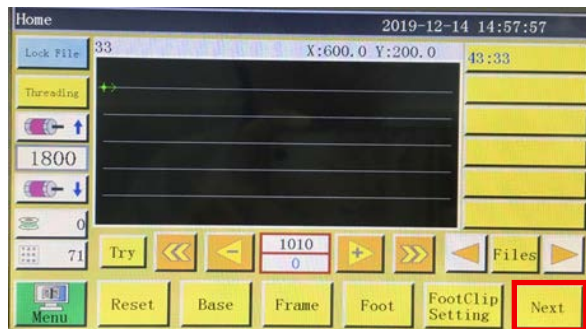 Home 2019-12-14 14:57:57
Lock File
33 X:600.0 Y:200.0
43:33
Threading
1800
0
71
Try
1010
0
Files
Menu
Reset
Base
Frame
Foot
FootClip
Setting
Next